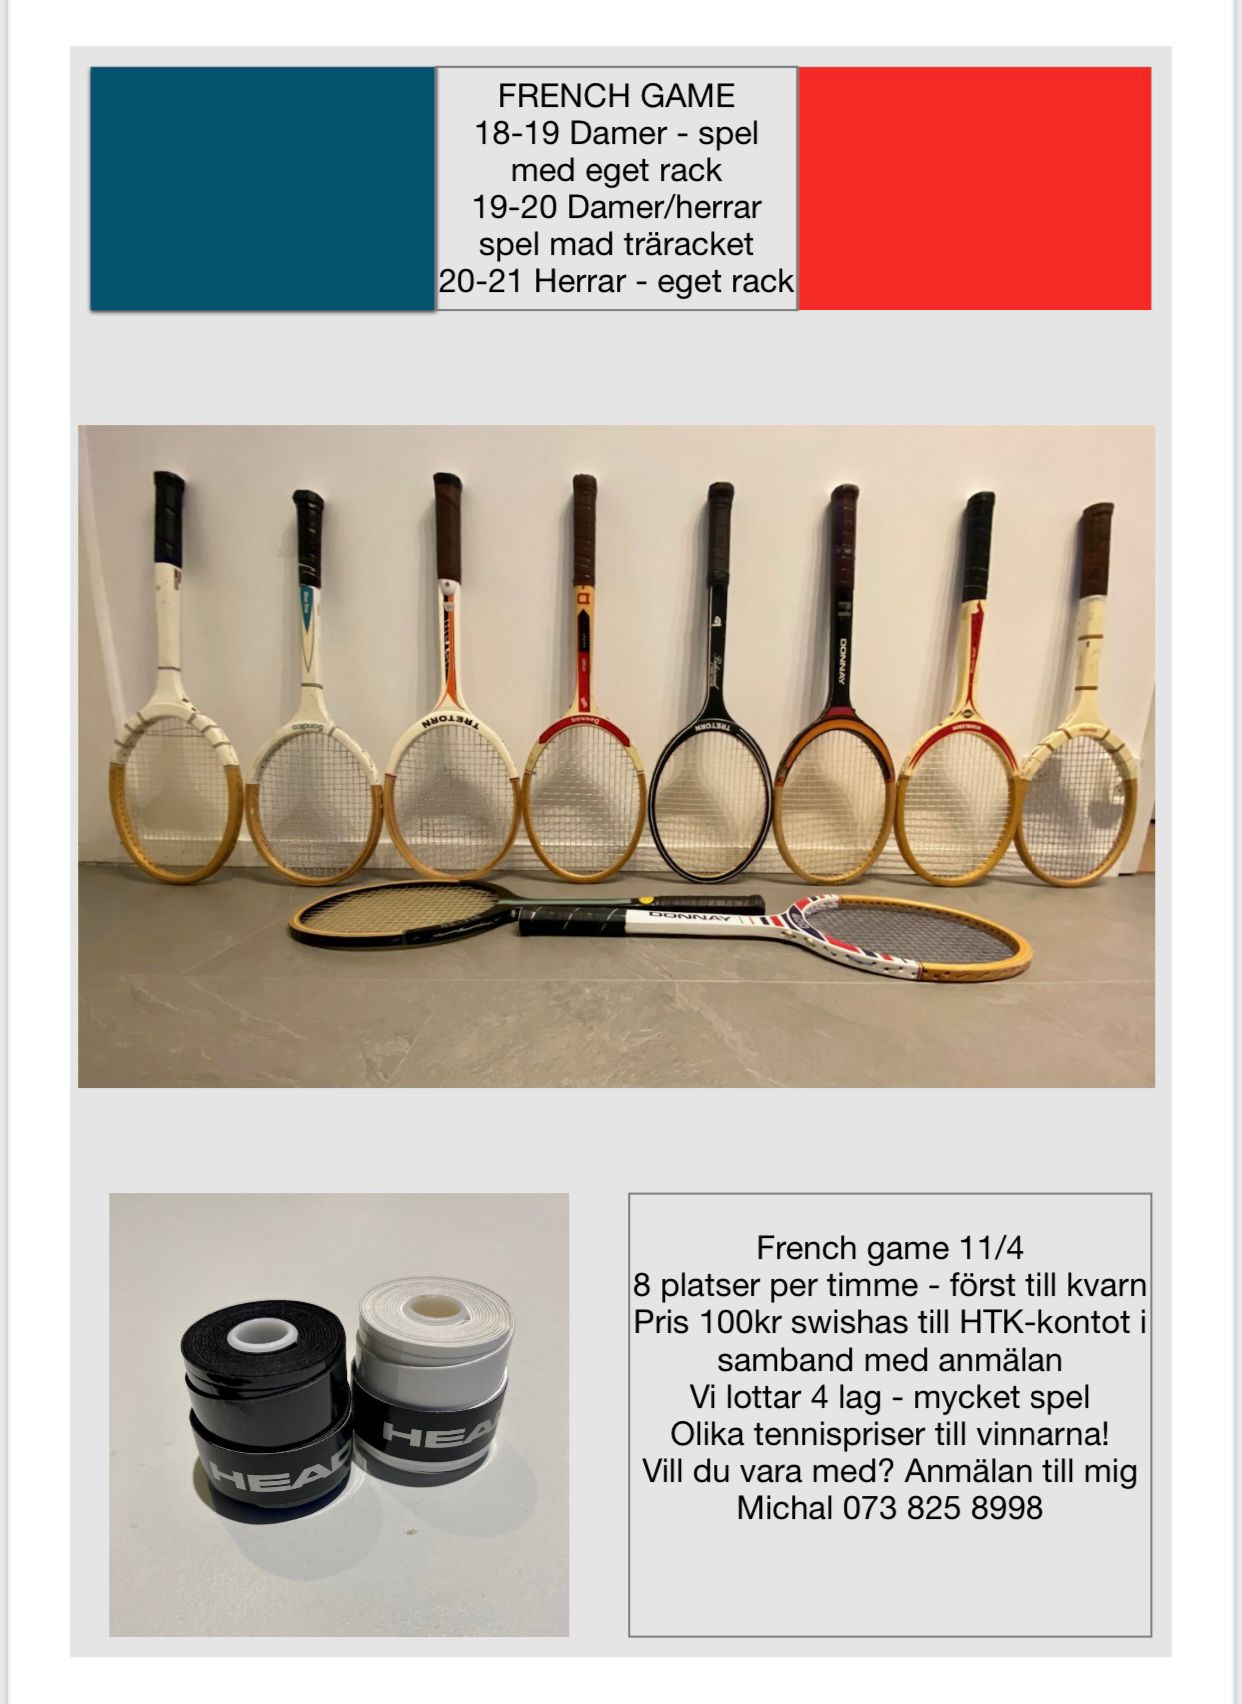 FRENCH GAME
18-19 Damer - spel
med eget rack
19-20 Damer/herrar
spel mad träracket
20-21 Herrar - eget rack
TRETORN
Donnay
TRETORN
DONNAY
DONNAY
HEAD
HEA
French game 11/4
8 platser per timme - först till kvarn
Pris 100kr swishas till HTK-kontot i
samband med anmälan
Vi lottar 4 lag - mycket spel
Olika tennispriser till vinnarna!
Vill du vara med? Anmälan till mig
Michal 073 825 8998